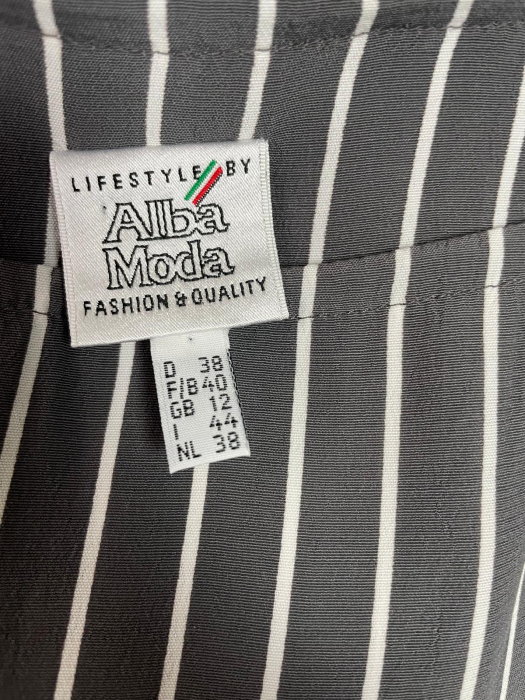 LIFESTYLE BY
Alba
Moda
FASHION & QUALITY
D 38
F/B 40
GB 12
I 44
NL 38